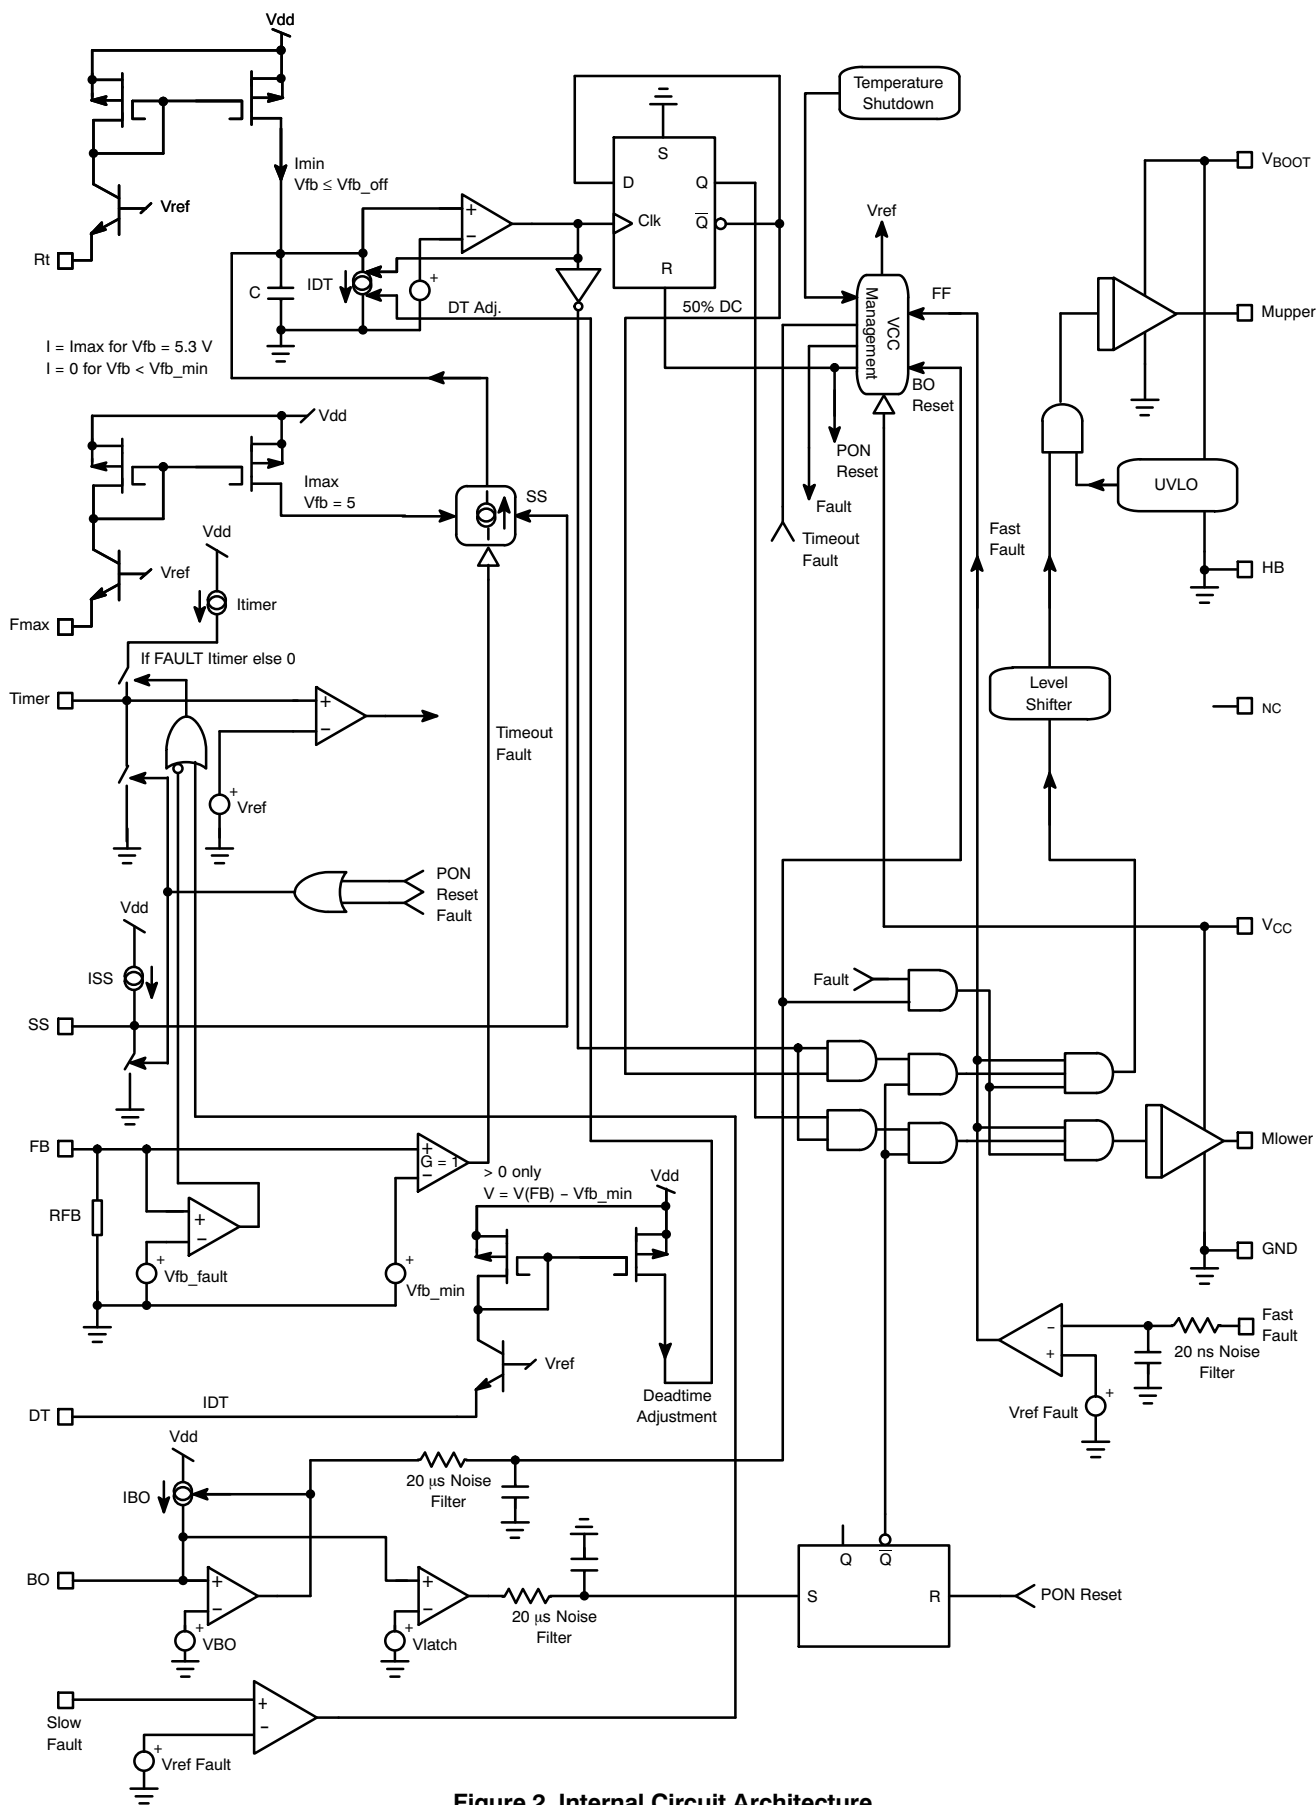 Vdd
Temperature
Shutdown
Vref
Rt
Imin
Vfb ≤ Vfb_off
S
D
Q
Clk
Q
R
+
−
IDT
+
C
DT Adj.
50% DC
Vref
VCC
Management
FF
BO
Reset
PON
Reset
Fault
Timeout
Fault
VBOOT
Mupper
UVLO
HB
I = Imax for Vfb = 5.3 V
I = 0 for Vfb < Vfb_min
Vdd
Imax
Vfb = 5
SS
Vdd
Vref
Itimer
Fmax
Fast
Fault
If FAULT Itimer else 0
Timer
+
−
Timeout
Fault
+
Vref
Level
Shifter
NC
PON
Reset
Fault
Vdd
ISS
SS
VCC
Fault
FB
+
G = 1
−
> 0 only
V = V(FB) − Vfb_min
Vdd
RFB
+
−
+
Vfb_fault
+
Vfb_min
Mlower
GND
Vref
Deadtime
Adjustment
DT
IDT
−
+
Fast
Fault
20 ns Noise
Filter
Vref Fault
+
Vdd
IBO
20 μs Noise
Filter
BO
+
−
+
VBO
+
−
+
Vlatch
20 μs Noise
Filter
Q
Q
S
R
PON Reset
Slow
Fault
+
−
+
Vref Fault
Figure 2. Internal Circuit Architecture